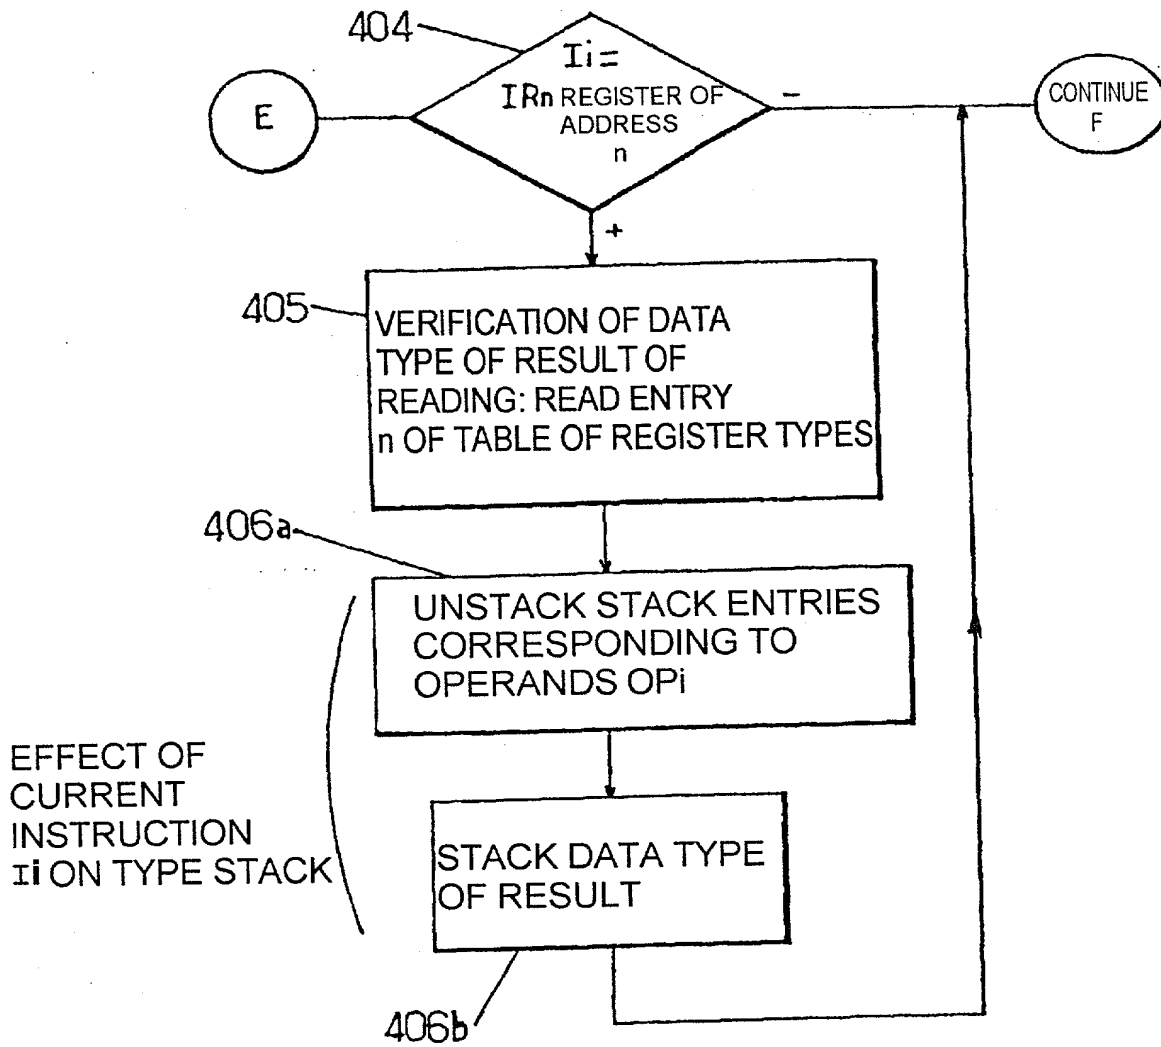 404
Ii=
IRn REGISTER OF
ADDRESS
n
E
-
CONTINUE
F
+
405
VERIFICATION OF DATA
TYPE OF RESULT OF
READING: READ ENTRY
n OF TABLE OF REGISTER TYPES
406a
UNSTACK STACK ENTRIES
CORRESPONDING TO
OPERANDS OPi
EFFECT OF
CURRENT
INSTRUCTION
Ii ON TYPE STACK
STACK DATA TYPE
OF RESULT
406b